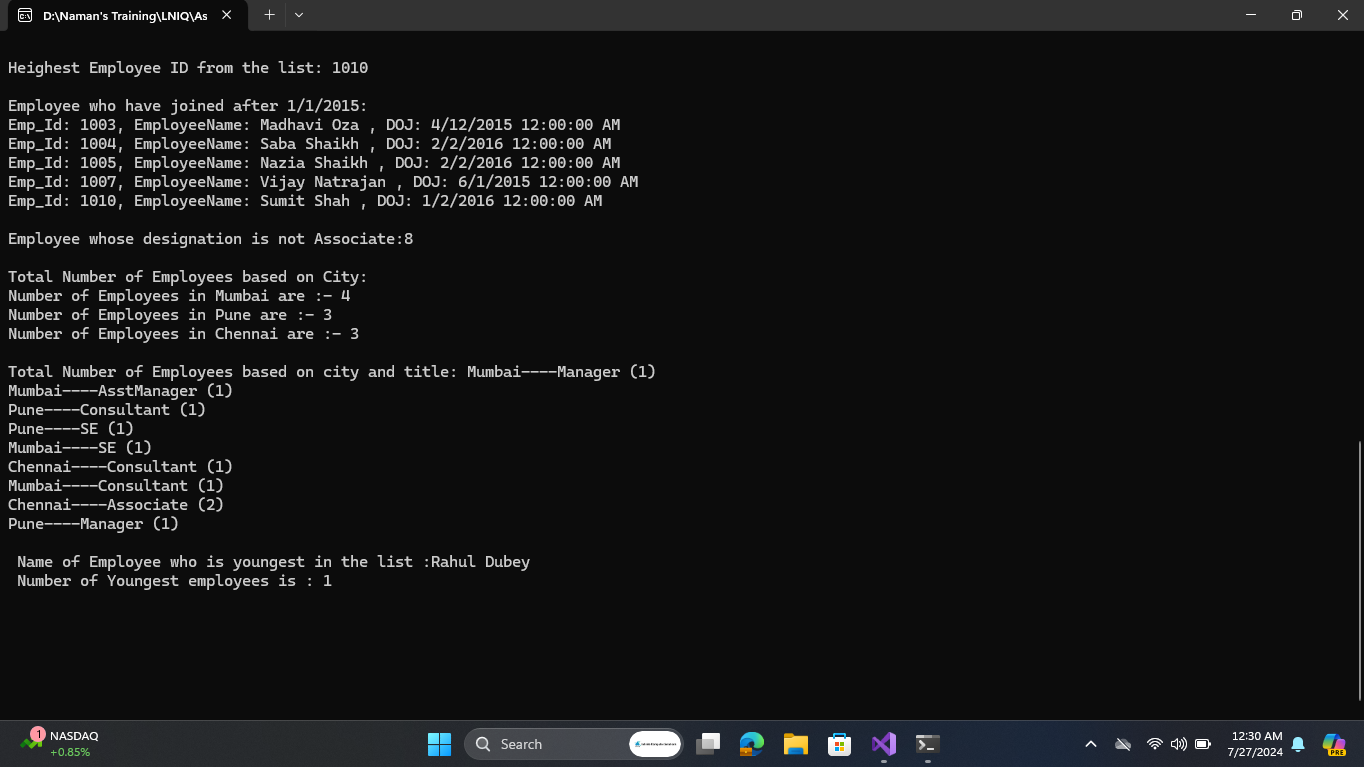 D:\Naman's Training\LNIQ\As
Heighest Employee ID from the list: 1010
Employee who have joined after 1/1/2015:
Emp_Id: 1003, EmployeeName: Madhavi Oza , DOJ: 4/12/2015 12:00:00 AM
Emp_Id: 1004, EmployeeName: Saba Shaikh , DOJ: 2/2/2016 12:00:00 AM
Emp_Id: 1005, EmployeeName: Nazia Shaikh , DOJ: 2/2/2016 12:00:00 AM
Emp_Id: 1007, EmployeeName: Vijay Natrajan , DOJ: 6/1/2015 12:00:00 AM
Emp_Id: 1010, EmployeeName: Sumit Shah , DOJ: 1/2/2016 12:00:00 AM
Employee whose designation is not Associate:8
Total Number of Employees based on City:
Number of Employees in Mumbai are :- 4
Number of Employees in Pune are :- 3
Number of Employees in Chennai are :- 3
Total Number of Employees based on city and title: Mumbai----Manager (1)
Mumbai----AsstManager (1)
Pune----Consultant (1)
Pune----SE (1)
Mumbai----SE (1)
Chennai----Consultant (1)
Mumbai----Consultant (1)
Chennai----Associate (2)
Pune----Manager (1)
Name of Employee who is youngest in the list :Rahul Dubey
Number of Youngest employees is : 1
1
NASDAQ
+0.85%
Search
12:30 AM
7/27/2024
PRE